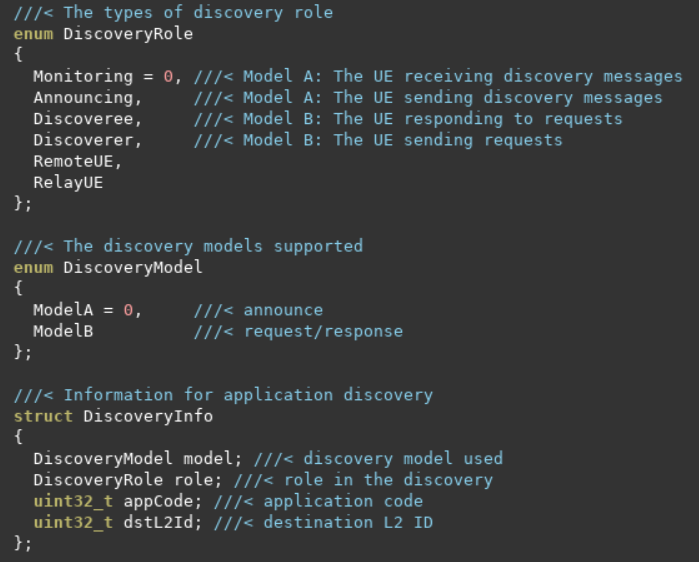 ///< The types of discovery role
enum DiscoveryRole
{
  Monitoring = 0, ///< Model A: The UE receiving discovery messages
  Announcing,     ///< Model A: The UE sending discovery messages
  Discoveree,     ///< Model B: The UE responding to requests
  Discoverer,     ///< Model B: The UE sending requests
  RemoteUE,
  RelayUE
};

///< The discovery models supported
enum DiscoveryModel
{
  ModelA = 0,     ///< announce
  ModelB          ///< request/response
};

///< Information for application discovery
struct DiscoveryInfo
{
  DiscoveryModel model; ///< discovery model used
  DiscoveryRole role; ///< role in the discovery
  uint32_t appCode; ///< application code
  uint32_t dstL2Id; ///< destination L2 ID
};